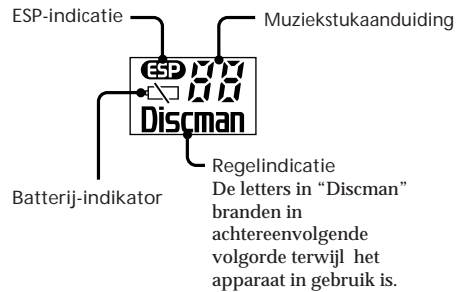 ESP-indicatie
Muziekstukaanduiding
ESP 88
Discman
Batterij-indikator
Regelindicatie
De letters in “Discman”
branden in
achtereenvolgende
volgorde terwijl het
apparaat in gebruik is.